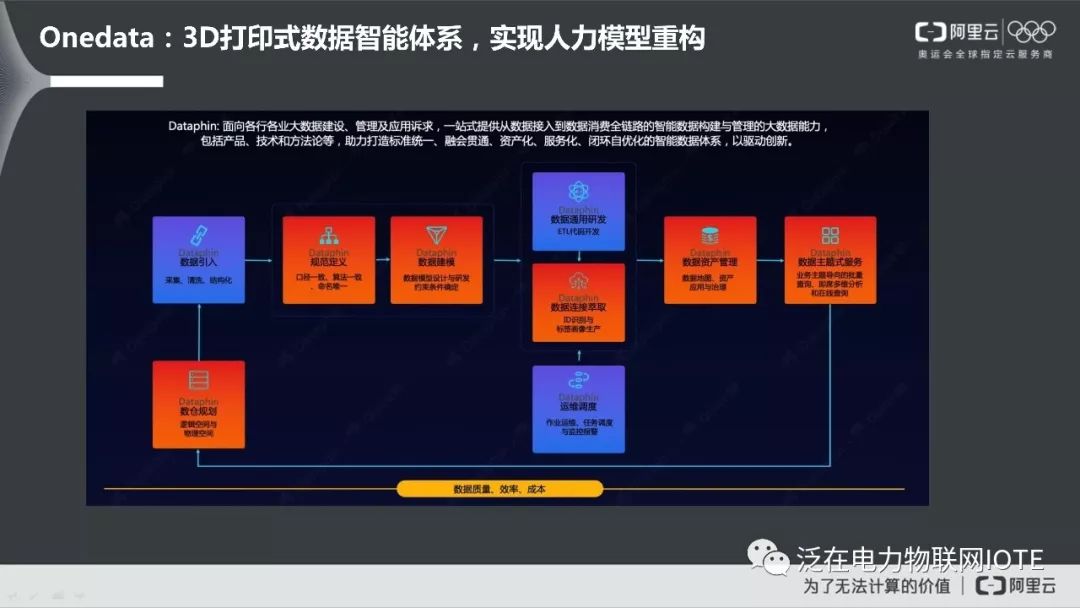 Onedata：3D打印式数据智能体系，实现人力模型重构
阿里云
奥运会全球指定云服务商
Dataphin: 面向各行各业大数据建设、管理及应用诉求，一站式提供从数据接入到数据消费全链路的智能数据构建与管理的大数据能力，
包括产品、技术和方法论等，助力打造标准统一、融会贯通、资产化、服务化、闭环自优化的智能数据体系，以驱动创新。
Dataphin
数据引入
采集、清洗、结构化
Dataphin
规范定义
口径一致、算法一致
、命名唯一
Dataphin
数据建模
数据模型设计与研发
约束条件确定
Dataphin
数据通用研发
ETL代码开发
Dataphin
数据连接萃取
ID识别与
标签画像生产
Dataphin
数据资产管理
数据地图、资产
应用与治理
Dataphin
数据主题式服务
业务主题导向的批量
查询、即席多维分析
和在线查询
Dataphin
数仓规划
逻辑空间与
物理空间
Dataphin
运维调度
作业运维、任务调度
与监控报警
数据质量、效率、成本
泛在电力物联网IOTE
为了无法计算的价值
阿里云